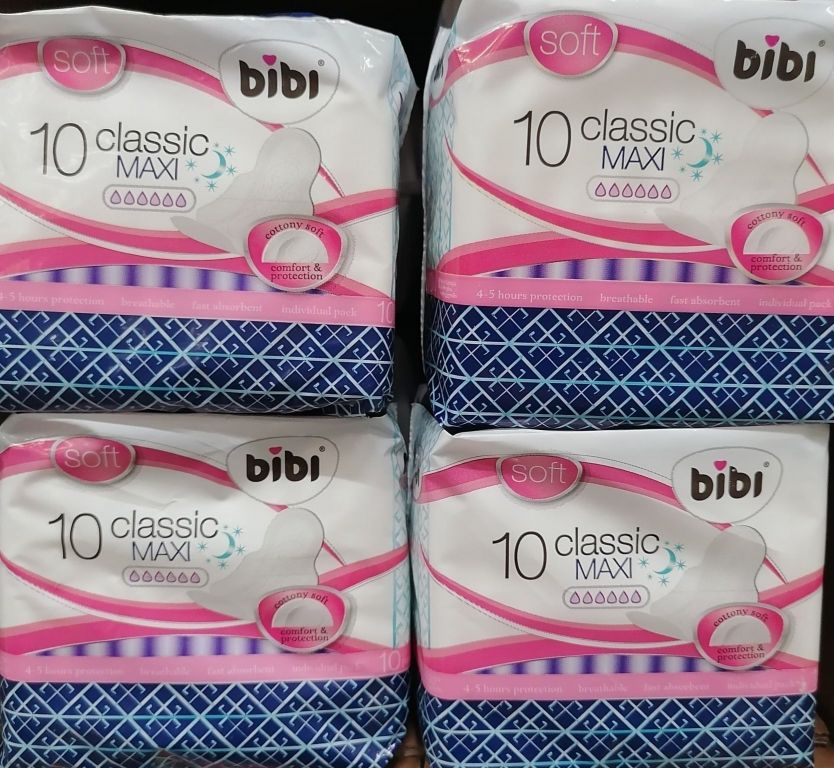 soft
bibi®
10 classic
MAXI
cottony soft
comfort &
protection
4-5 hours protection breathable fast absorbent individual pack 10
soft
bibi®
10 classic
MAXI
cottony soft
comfort &
protection
4-5 hours protection breathable fast absorbent individual pack
soft
bibi®
10 classic
MAXI
cottony soft
comfort &
protection
4-5 hours protection breathable fast absorbent individual 10
soft
bibi®
10 classic
MAXI
cottony soft
comfort &
protection
4-5 hours protection breathable fast absorbent individual pack